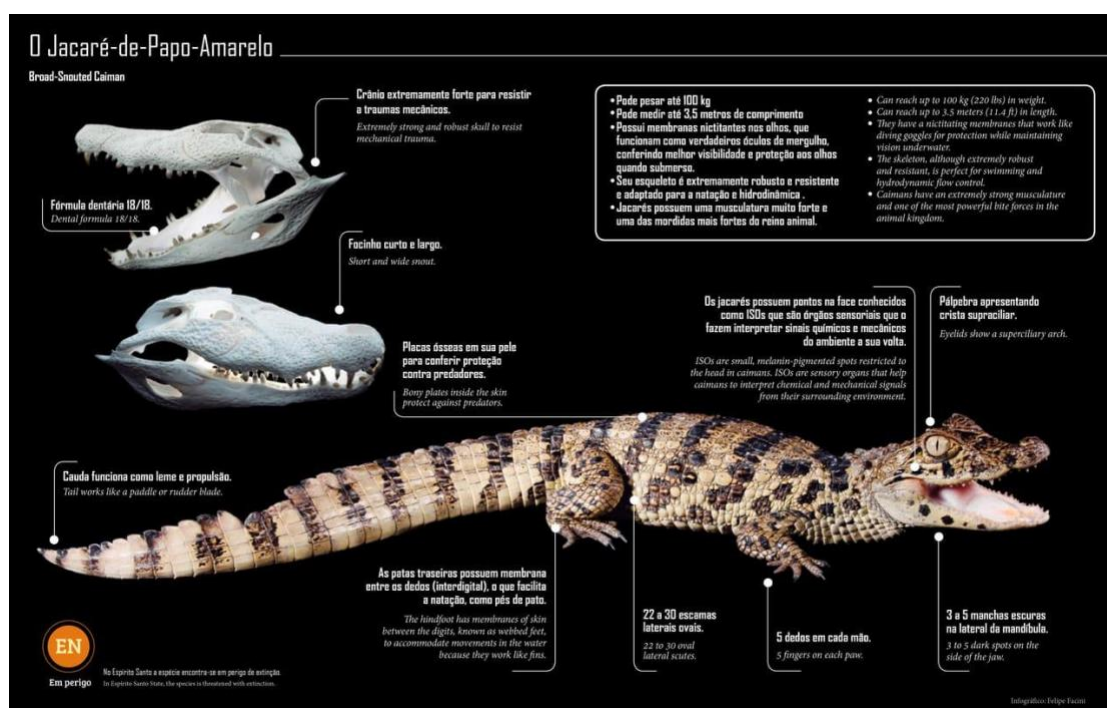 O Jacaré-de-Papo-Amarelo
Broad-Snouted Caiman
Crânio extremamente forte para resistir
a traumas mecânicos.
Extremely strong and robust skull to resist
mechanical trauma.
Fórmula dentária 18/18.
Dental formula 18/18.
Focinho curto e largo.
Short and wide snout.
• Pode pesar até 100 kg
• Pode medir até 3,5 metros de comprimento
• Possui membranas nictitantes nos olhos, que
funcionam como verdadeiros óculos de mergulho,
conferindo melhor visibilidade e proteção aos olhos
quando submerso.
• Seu esqueleto é extremamente robusto e resistente
e adaptado para a natação e hidrodinâmica .
• Jacarés possuem uma musculatura muito forte e
uma das mordidas mais fortes do reino animal.
• Can reach up to 100 kg (220 lbs) in weight.
• Can reach up to 3.5 meters (11.4 ft) in length.
• They have a nictitating membranes that work like
diving goggles for protection while maintaining
vision underwater.
• The skeleton, although extremely robust
and resistant, is perfect for swimming and
hydrodynamic flow control.
• Caimans have an extremely strong musculature
and one of the most powerful bite forces in the
animal kingdom.
Placas ósseas em sua pele
para conferir proteção
contra predadores.
Bony plates inside the skin
protect against predators.
Os jacarés possuem pontos na face conhecidos
como ISOs que são órgãos sensoriais que o
fazem interpretar sinais químicos e mecânicos
do ambiente a sua volta.
ISOs are small, melanin-pigmented spots restricted to
the head in caimans. ISOs are sensory organs that help
caimans to interpret chemical and mechanical signals
from their surrounding environment.
Pálpebra apresentando
crista supraciliar.
Eyelids show a superciliary arch.
Cauda funciona como leme e propulsão.
Tail works like a paddle or rudder blade.
As patas traseiras possuem membrana
entre os dedos (interdigital), o que facilita
a natação, como pés de pato.
The hindfoot has membranes of skin
between the digits, known as webbed feet,
to accommodate movements in the water
because they work like fins.
22 a 30 escamas
laterais ovais.
22 to 30 oval
lateral scutes.
5 dedos em cada mão.
5 fingers on each paw.
3 a 5 manchas escuras
na lateral da mandíbula.
3 to 5 dark spots on the
side of the jaw.
EN
Em perigo
No Espírito Santo a espécie encontra-se em perigo de extinção.
In Espírito Santo State, the species is threatened with extinction.
Infográfico: Felipe Facini